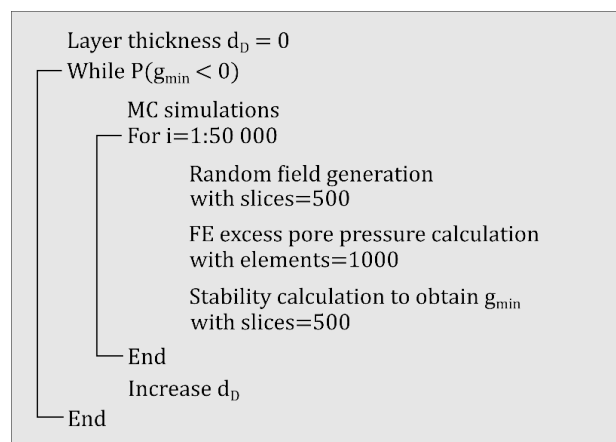 Layer thickness d_D = 0
While P(g_min < 0)
MC simulations
For i=1:50 000
Random field generation
with slices=500
FE excess pore pressure calculation
with elements=1000
Stability calculation to obtain g_min
with slices=500
End
Increase d_D
End